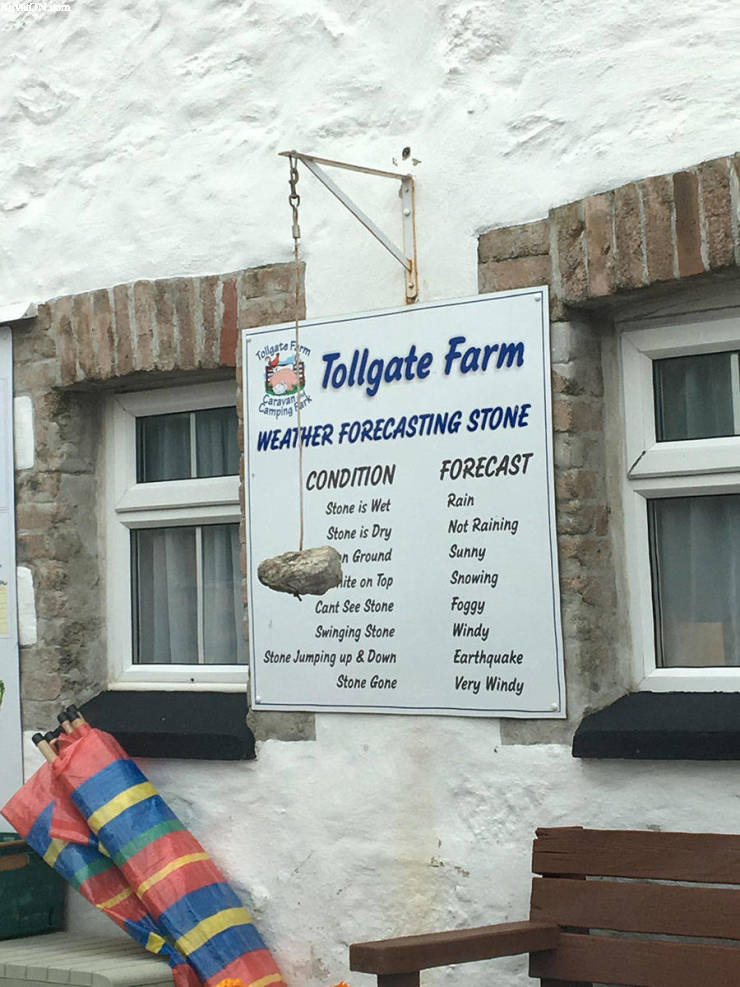 Tollgate Farm
Caravan
Camping Park
Tollgate Farm
WEATHER FORECASTING STONE
CONDITION FORECAST
Stone is Wet Rain
Stone is Dry Not Raining
n Ground Sunny
ite on Top Snowing
Cant See Stone Foggy
Swinging Stone Windy
Stone Jumping up & Down Earthquake
Stone Gone Very Windy